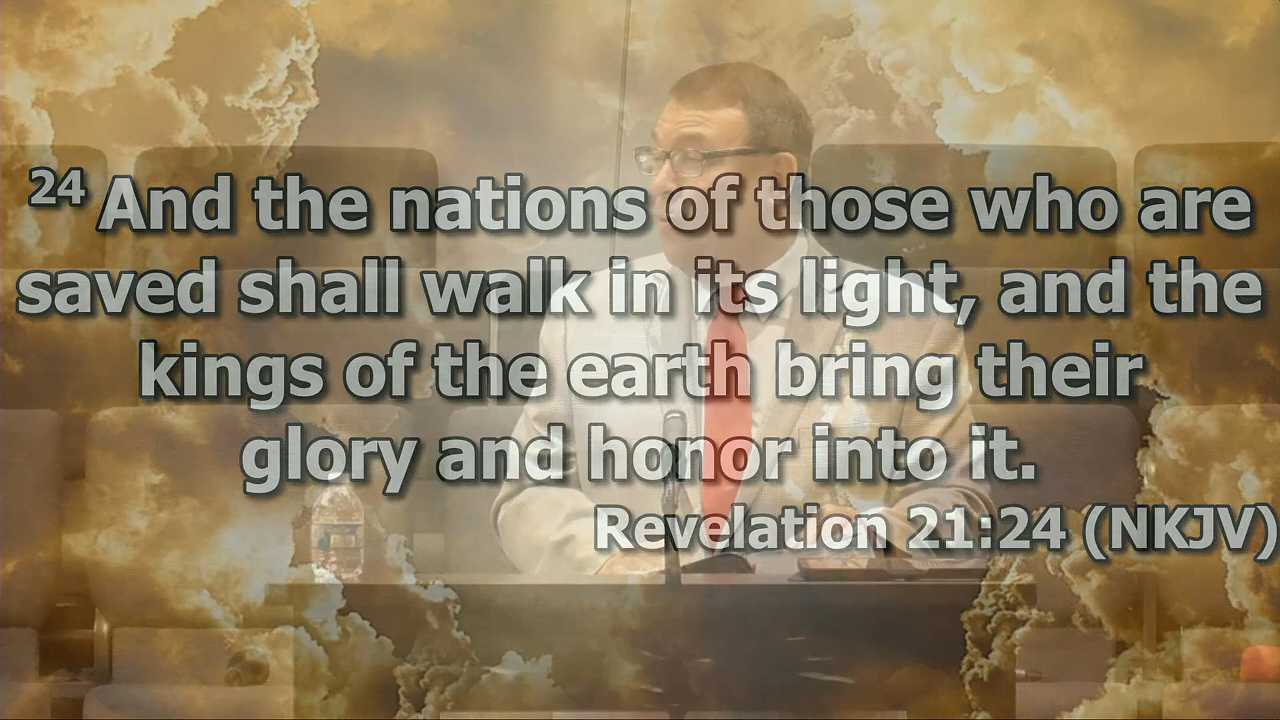 24 And the nations of those who are
saved shall walk in its light, and the
kings of the earth bring their
glory and honor into it.
Revelation 21:24 (NKJV)